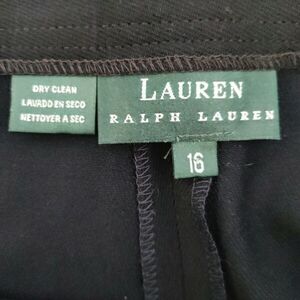 DRY CLEAN
LAVADO EN SECO
NETTOYER A SEC
LAUREN
RALPH LAUREN
16